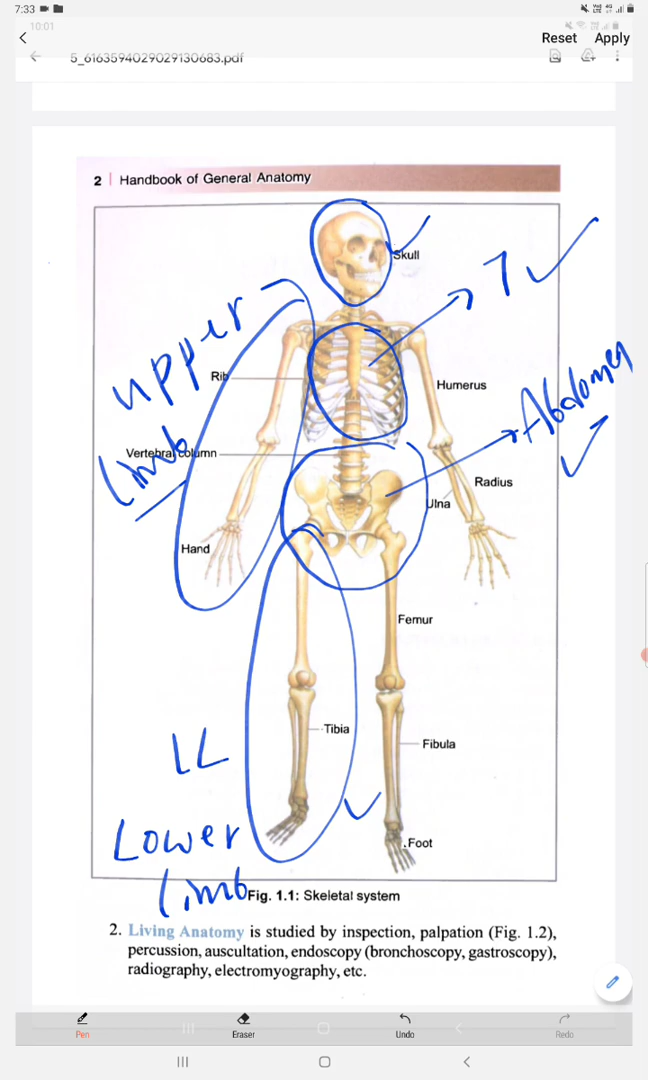 7:33
10:01
Reset Apply
5_6163594029029130683.pdf
2 | Handbook of General Anatomy
Skull
T
upper
limb
Rib
Humerus
Abdomen
Vertebral column
Radius
Ulna
Hand
Femur
Tibia
LL
Fibula
Lower
limb
Foot
Fig. 1.1: Skeletal system
2. Living Anatomy is studied by inspection, palpation (Fig. 1.2),
percussion, auscultation, endoscopy (bronchoscopy, gastroscopy),
radiography, electromyography, etc.
Pen Eraser Undo Redo